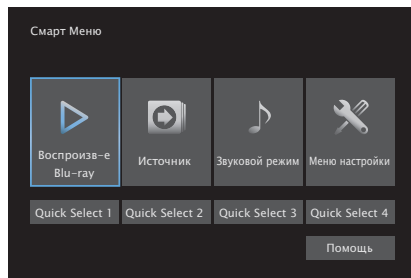 Смарт Меню
Воспроизв-е
Blu-ray
Источник
Звуковой режим
Меню настройки
Quick Select 1
Quick Select 2
Quick Select 3
Quick Select 4
Помощь